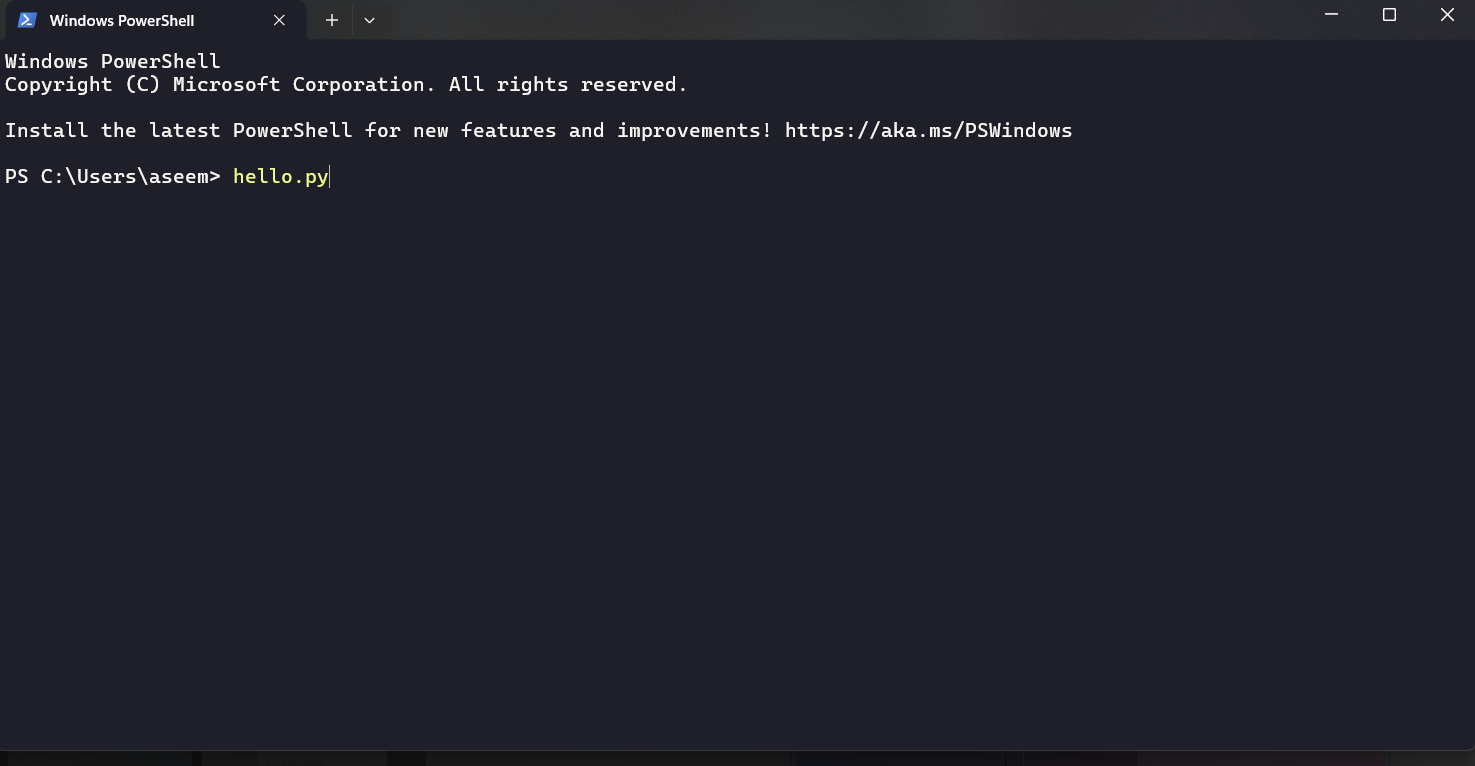 Windows PowerShell
Windows PowerShell
Copyright (C) Microsoft Corporation. All rights reserved.
Install the latest PowerShell for new features and improvements! https://aka.ms/PSWindows
PS C:\Users\aseem> hello.py